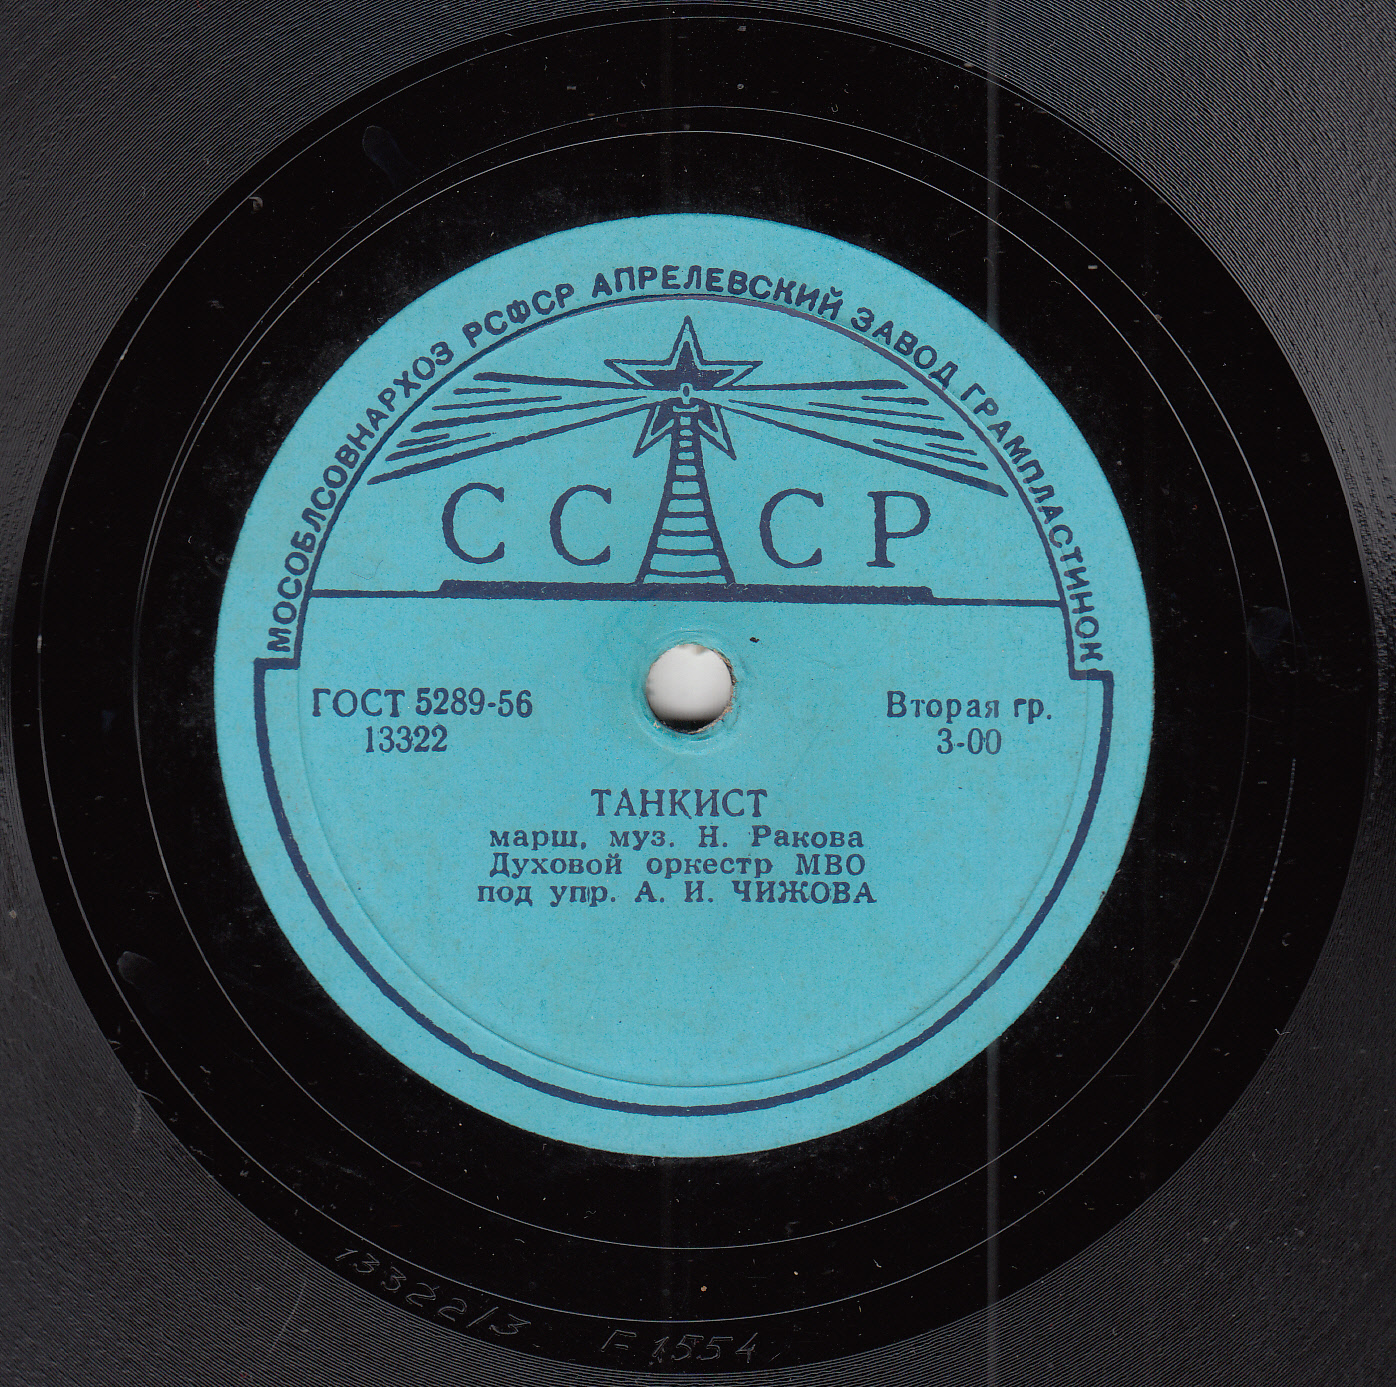 МОСОБЛСОВНАРХОЗ РСФСР АПРЕЛЕВСКИЙ ЗАВОД ГРАМПЛАСТИНОК
СССР
ГОСТ 5289-56
13322
Вторая гр.
3-00
ТАНКИСТ
марш, муз. Н. Ракова
Духовой оркестр МВО
под упр. А. И. ЧИЖОВА
13322/3
F 1554